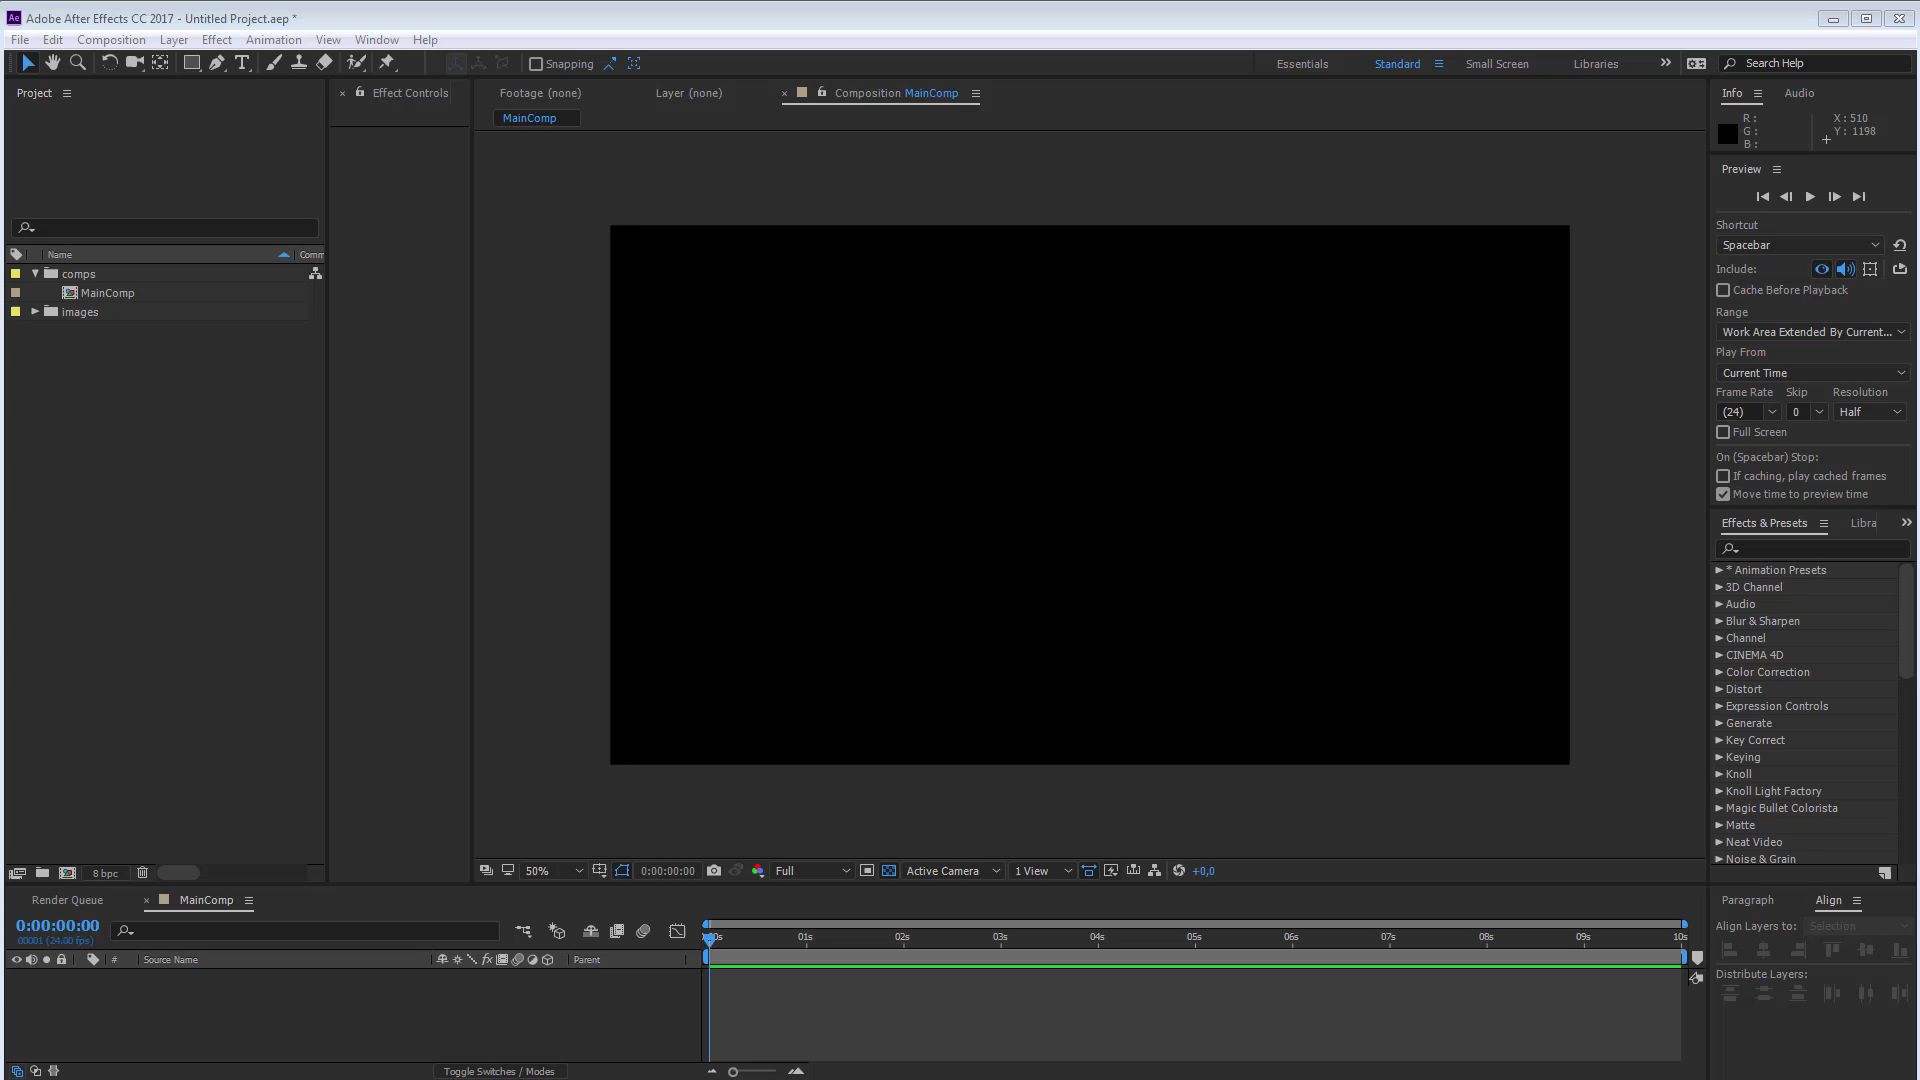 Adobe After Effects CC 2017 - Untitled Project.aep *
File Edit Composition Layer Effect Animation View Window Help
Snapping
Essentials Standard Small Screen Libraries
Search Help
Project
Effect Controls
Footage (none) Layer (none) Composition MainComp
MainComp
Name Comm
comps
MainComp
images
Info Audio
R : X : 510
G : Y : 1198
B :
Preview
Shortcut
Spacebar
Include:
Cache Before Playback
Range
Work Area Extended By Current...
Play From
Current Time
Frame Rate Skip Resolution
(24) 0 Half
Full Screen
On (Spacebar) Stop:
If caching, play cached frames
Move time to preview time
Effects & Presets Libra
* Animation Presets
3D Channel
Audio
Blur & Sharpen
Channel
CINEMA 4D
Color Correction
Distort
Expression Controls
Generate
Key Correct
Keying
Knoll
Knoll Light Factory
Magic Bullet Colorista
Matte
Neat Video
Noise & Grain
8 bpc
50% 0:00:00:00 Full Active Camera 1 View +0,0
Render Queue MainComp
0:00:00:00
00001 (24.00 fps)
# Source Name Parent
01s 02s 03s 04s 05s 06s 07s 08s 09s 10s
Toggle Switches / Modes
Paragraph Align
Align Layers to: Selection
Distribute Layers: